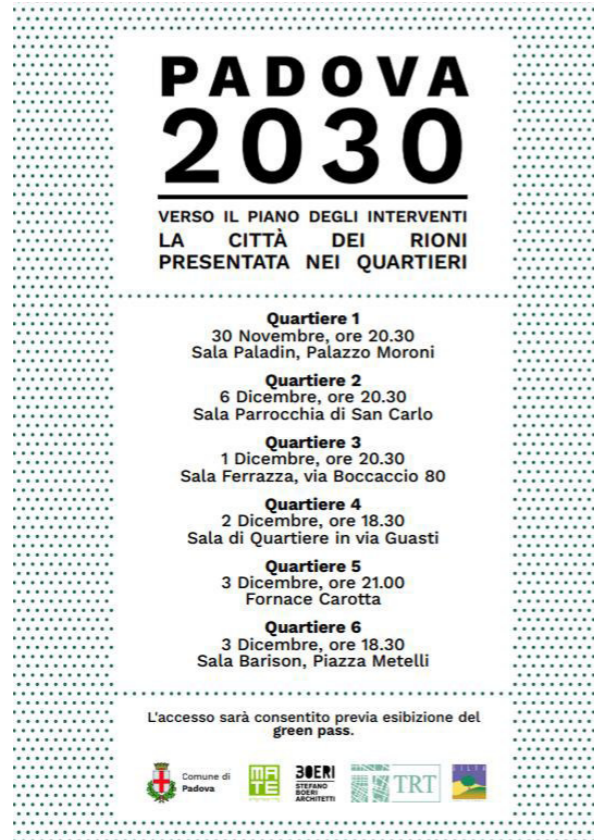 PADOVA
2030
VERSO IL PIANO DEGLI INTERVENTI
LA CITTÀ DEI RIONI
PRESENTATA NEI QUARTIERI
Quartiere 1
30 Novembre, ore 20.30
Sala Paladin, Palazzo Moroni
Quartiere 2
6 Dicembre, ore 20.30
Sala Parrocchia di San Carlo
Quartiere 3
1 Dicembre, ore 20.30
Sala Ferrazza, via Boccaccio 80
Quartiere 4
2 Dicembre, ore 18.30
Sala di Quartiere in via Guasti
Quartiere 5
3 Dicembre, ore 21.00
Fornace Carotta
Quartiere 6
3 Dicembre, ore 18.30
Sala Barison, Piazza Metelli
L'accesso sarà consentito previa esibizione del
green pass.
Comune di
Padova
MATE
BOERI
STEFANO
BOERI
ARCHITETTI
TRT